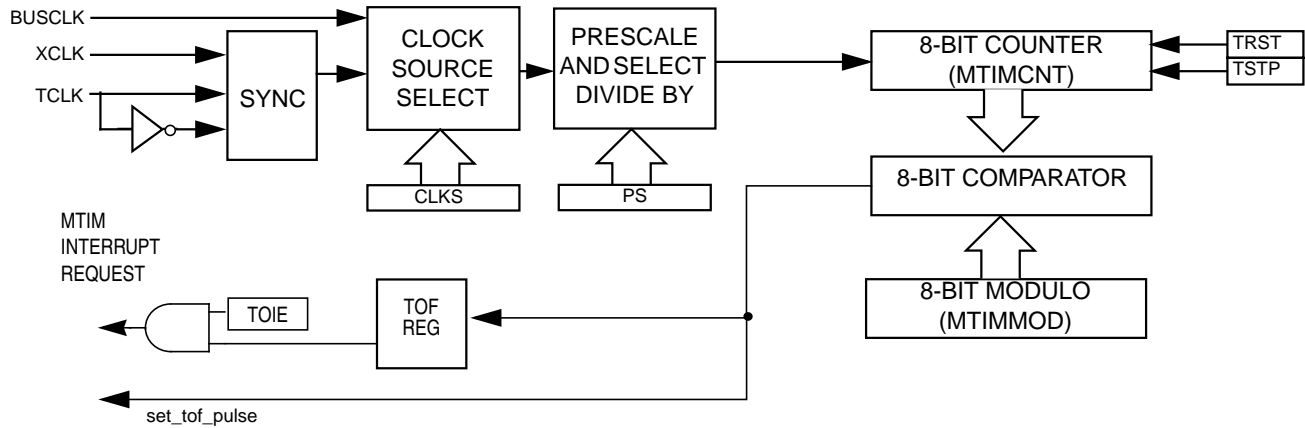 BUSCLK
XCLK
TCLK
SYNC
CLOCK
SOURCE
SELECT
CLKS
PRESCALE
AND SELECT
DIVIDE BY
PS
8-BIT COUNTER
(MTIMCNT)
TRST
TSTP
8-BIT COMPARATOR
8-BIT MODULO
(MTIMMOD)
MTIM
INTERRUPT
REQUEST
TOIE
TOF
REG
set_tof_pulse